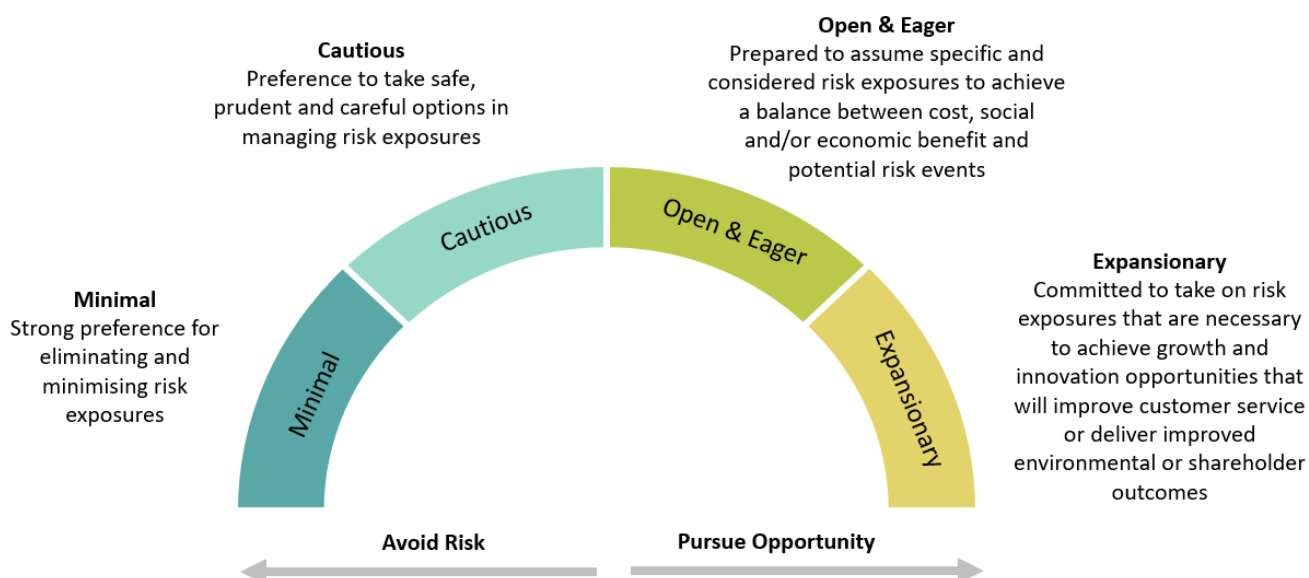 Cautious
Preference to take safe,
prudent and careful options in
managing risk exposures
Open & Eager
Prepared to assume specific and
considered risk exposures to achieve
a balance between cost, social
and/or economic benefit and
potential risk events
Minimal
Strong preference for
eliminating and
minimising risk
exposures
Minimal
Cautious
Open & Eager
Expansionary
Expansionary
Committed to take on risk
exposures that are necessary
to achieve growth and
innovation opportunities that
will improve customer service
or deliver improved
environmental or shareholder
outcomes
Avoid Risk
Pursue Opportunity